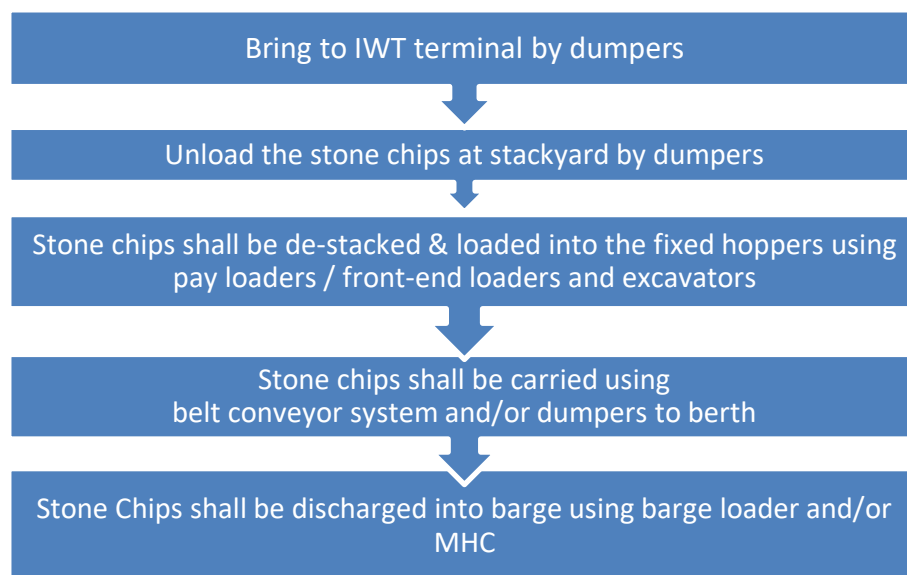 Bring to IWT terminal by dumpers
Unload the stone chips at stackyard by dumpers
Stone chips shall be de-stacked & loaded into the fixed hoppers using
pay loaders / front-end loaders and excavators
Stone chips shall be carried using
belt conveyor system and/or dumpers to berth
Stone Chips shall be discharged into barge using barge loader and/or
MHC